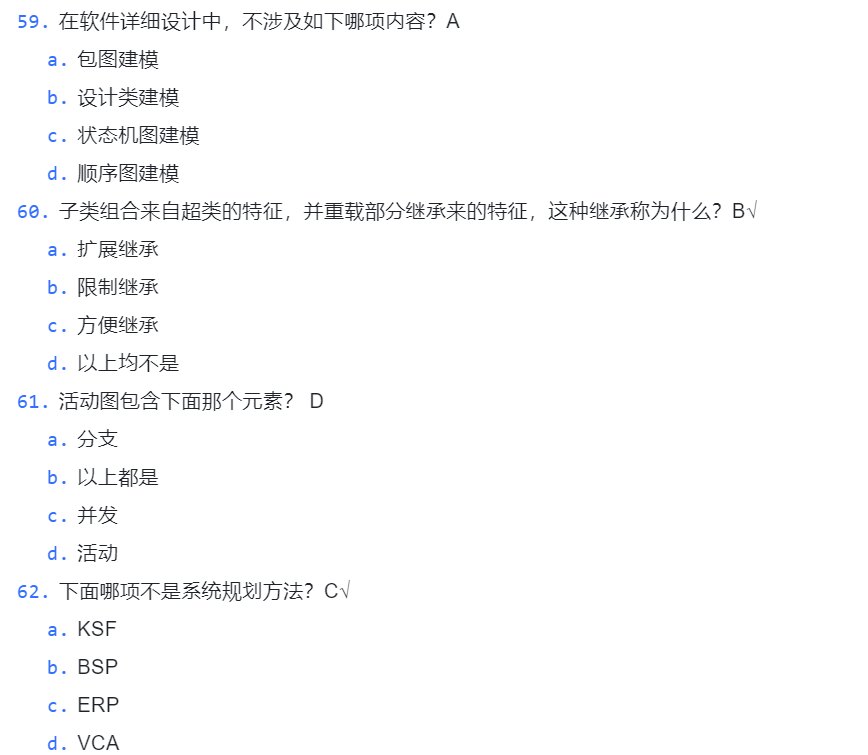 59. 在软件详细设计中，不涉及如下哪项内容？A
a. 包图建模
b. 设计类建模
c. 状态机图建模
d. 顺序图建模
60. 子类组合来自超类的特征，并重载部分继承来的特征，这种继承称为什么？B√
a. 扩展继承
b. 限制继承
c. 方便继承
d. 以上均不是
61. 活动图包含下面那个元素？ D
a. 分支
b. 以上都是
c. 并发
d. 活动
62. 下面哪项不是系统规划方法？C√
a. KSF
b. BSP
c. ERP
d. VCA